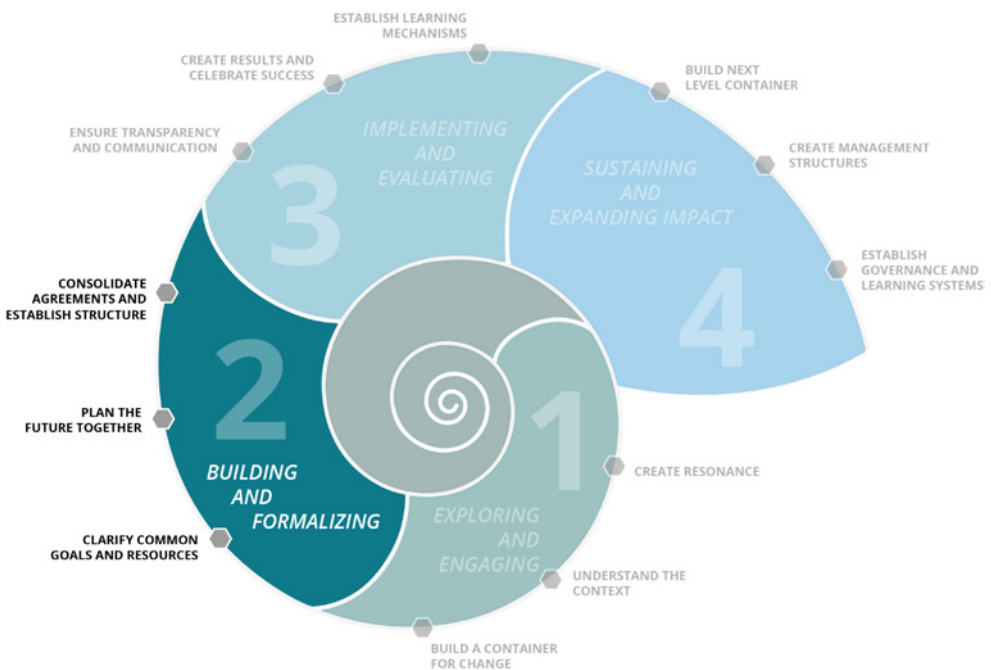 ESTABLISH LEARNING
MECHANISMS
CREATE RESULTS AND
CELEBRATE SUCCESS
ENSURE TRANSPARENCY
AND COMMUNICATION
IMPLEMENTING
AND
EVALUATING
3
BUILD NEXT
LEVEL CONTAINER
CREATE MANAGEMENT
STRUCTURES
ESTABLISH
GOVERNANCE AND
LEARNING SYSTEMS
SUSTAINING
AND
EXPANDING IMPACT
4
CONSOLIDATE
AGREEMENTS AND
ESTABLISH STRUCTURE
PLAN THE
FUTURE TOGETHER
CLARIFY COMMON
GOALS AND RESOURCES
2
BUILDING
AND
FORMALIZING
1
EXPLORING
AND
ENGAGING
CREATE RESONANCE
UNDERSTAND THE
CONTEXT
BUILD A CONTAINER
FOR CHANGE